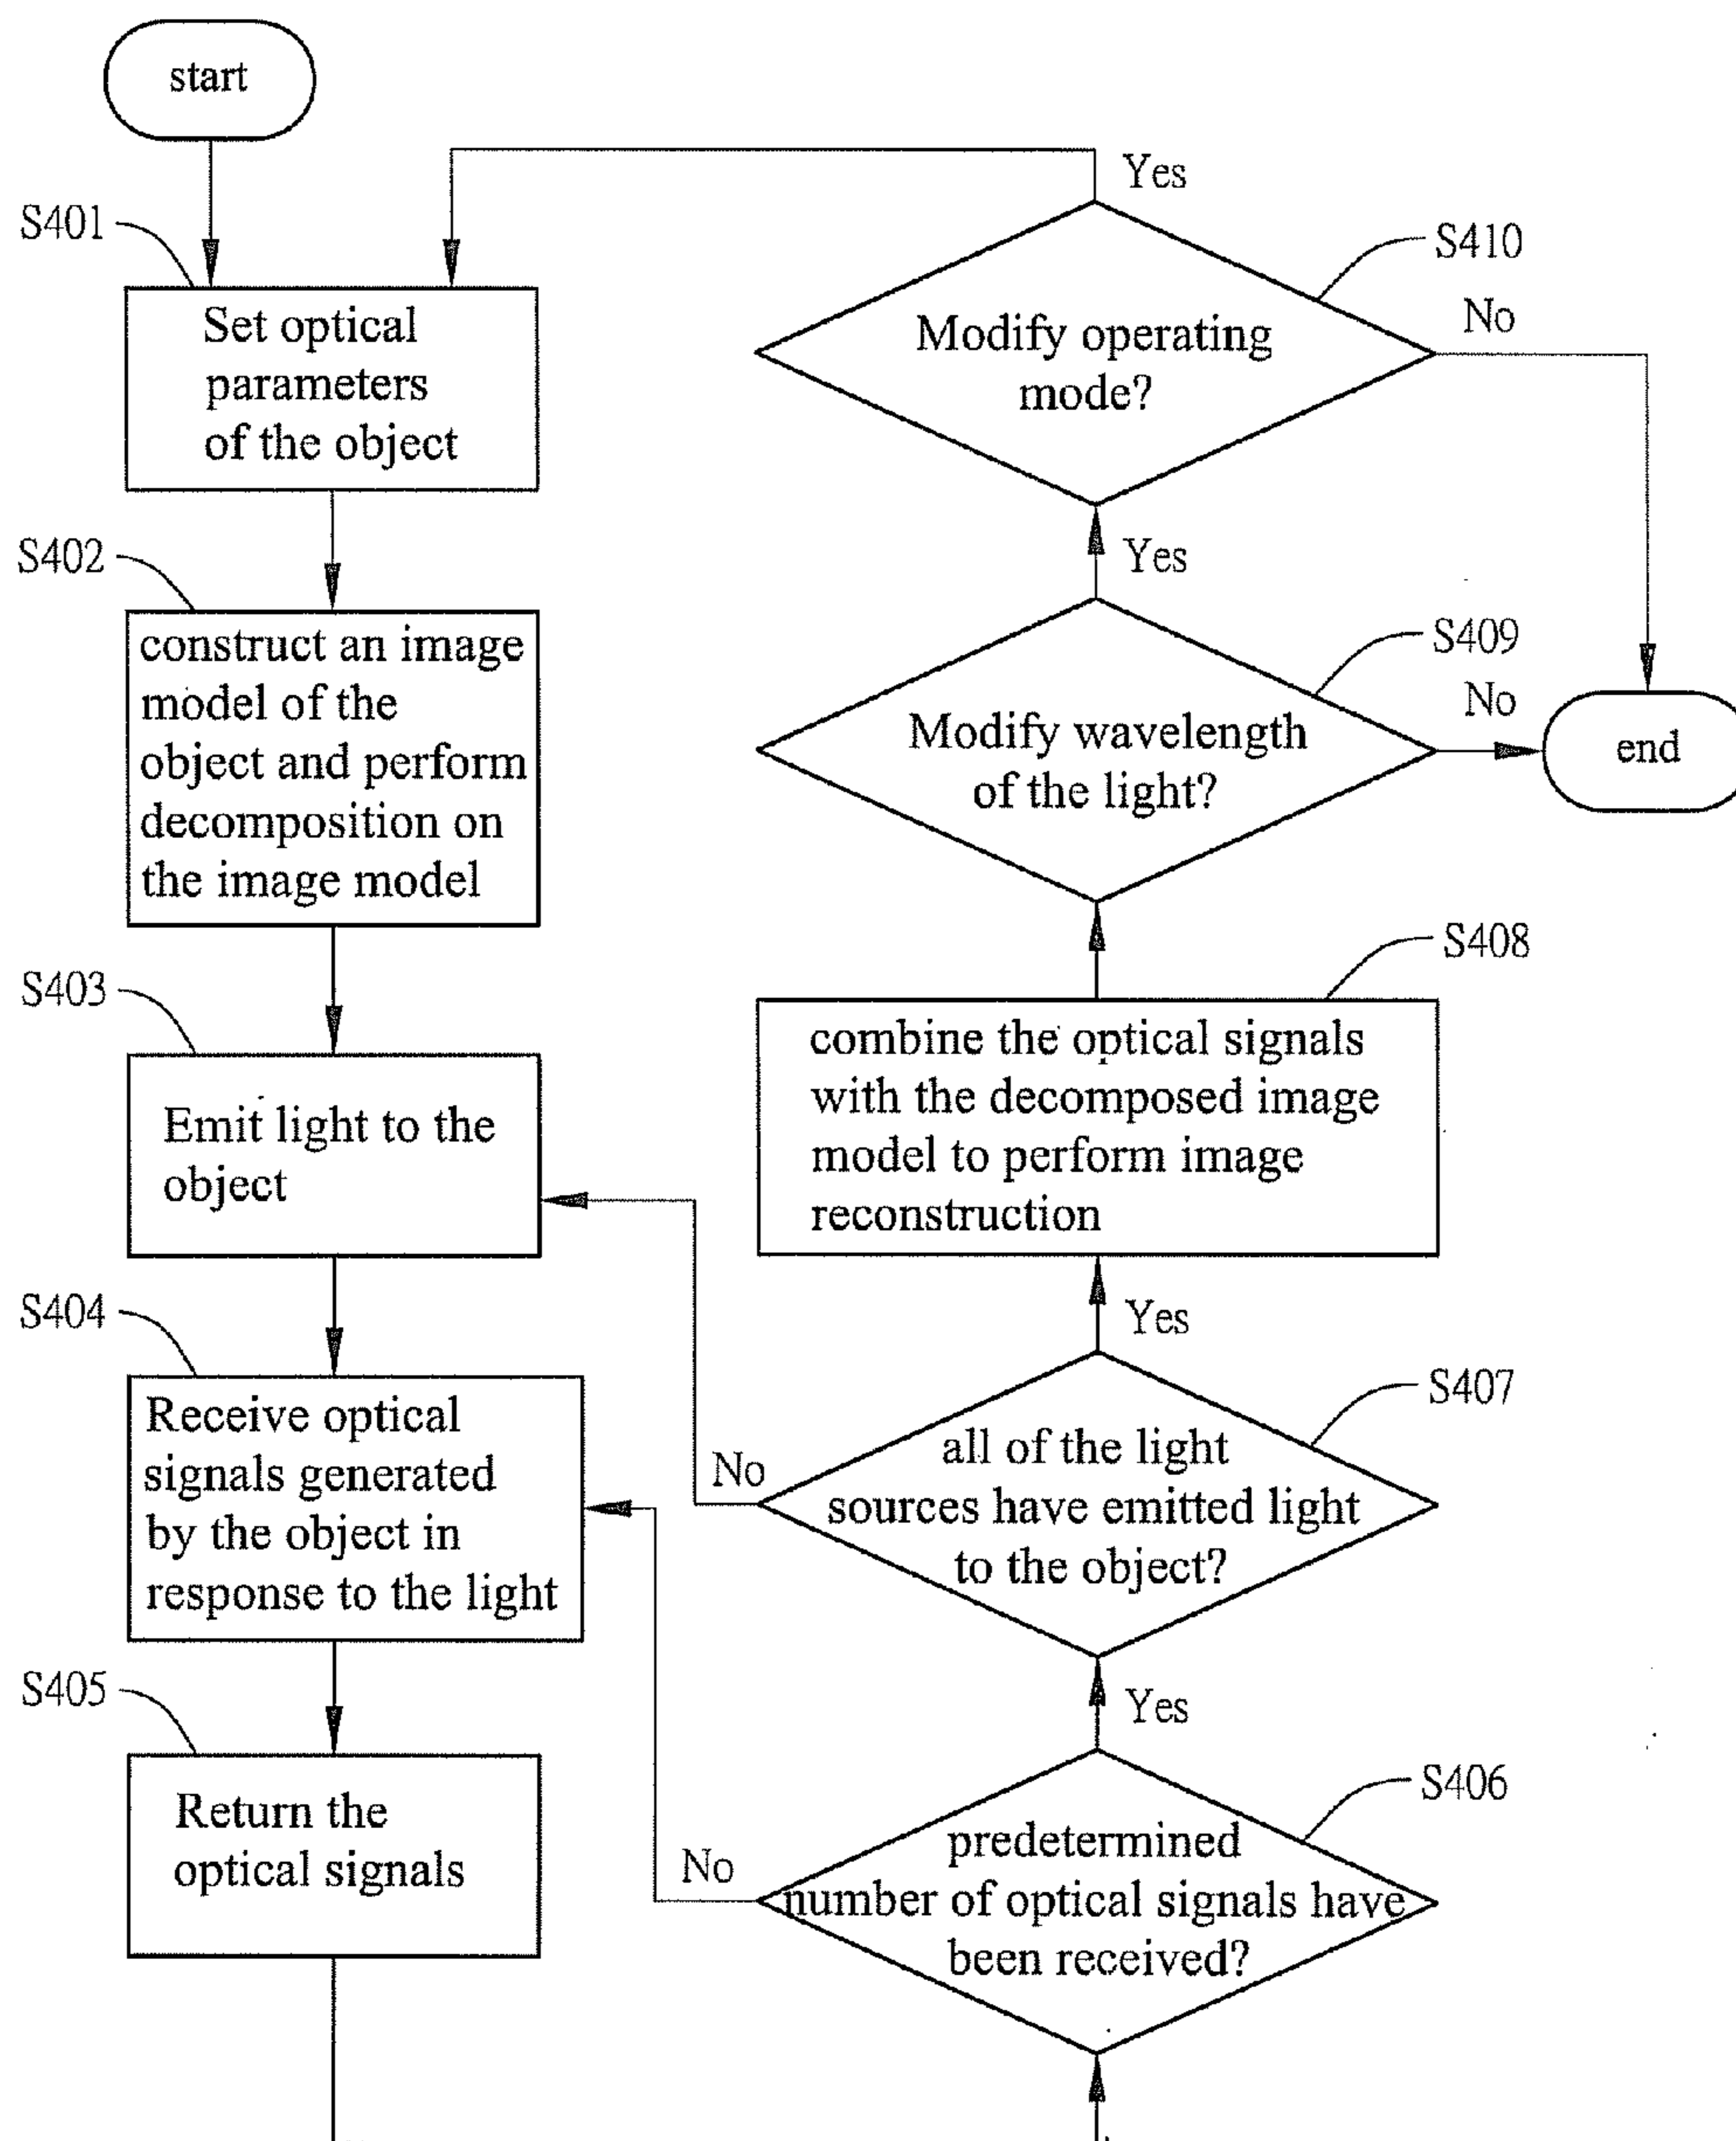 start
S401
Set optical
parameters
of the object
S402
construct an image
model of the
object and perform
decomposition on
the image model
S403
Emit light to the
object
S404
Receive optical
signals generated
by the object in
response to the light
S405
Return the
optical signals
Yes
S410
Modify operating
mode?
No
Yes
S409
Modify wavelength
of the light?
No
end
S408
combine the optical signals
with the decomposed image
model to perform image
reconstruction
Yes
S407
all of the light
sources have emitted light
to the object?
No
Yes
S406
predetermined
number of optical signals have
been received?
No